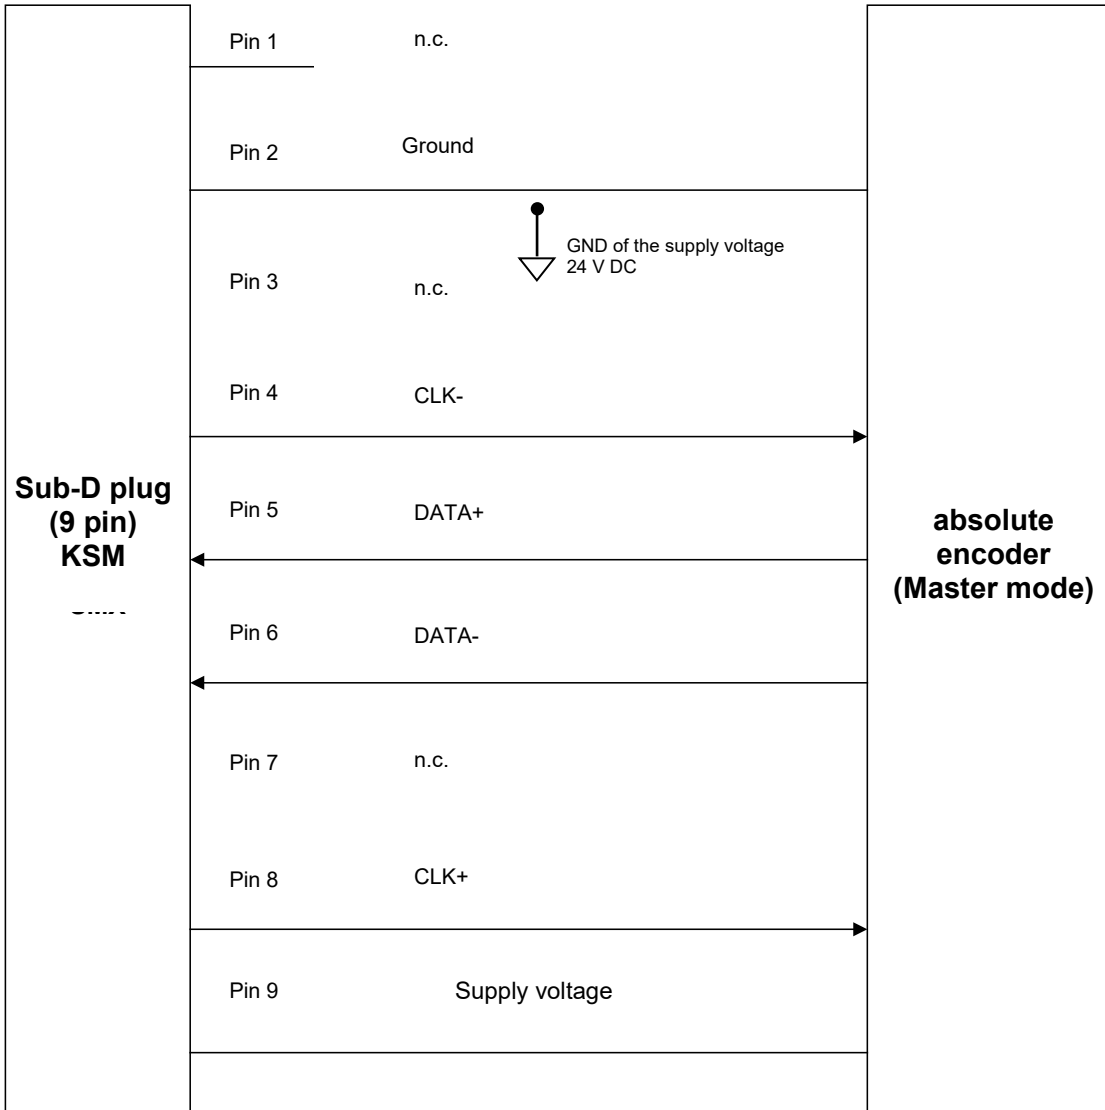 Pin 1 n.c.
Pin 2 Ground
GND of the supply voltage
24 V DC
Pin 3 n.c.
Pin 4 CLK-
Sub-D plug
(9 pin)
KSM
Pin 5 DATA+
absolute
encoder
(Master mode)
Pin 6 DATA-
Pin 7 n.c.
Pin 8 CLK+
Pin 9 Supply voltage